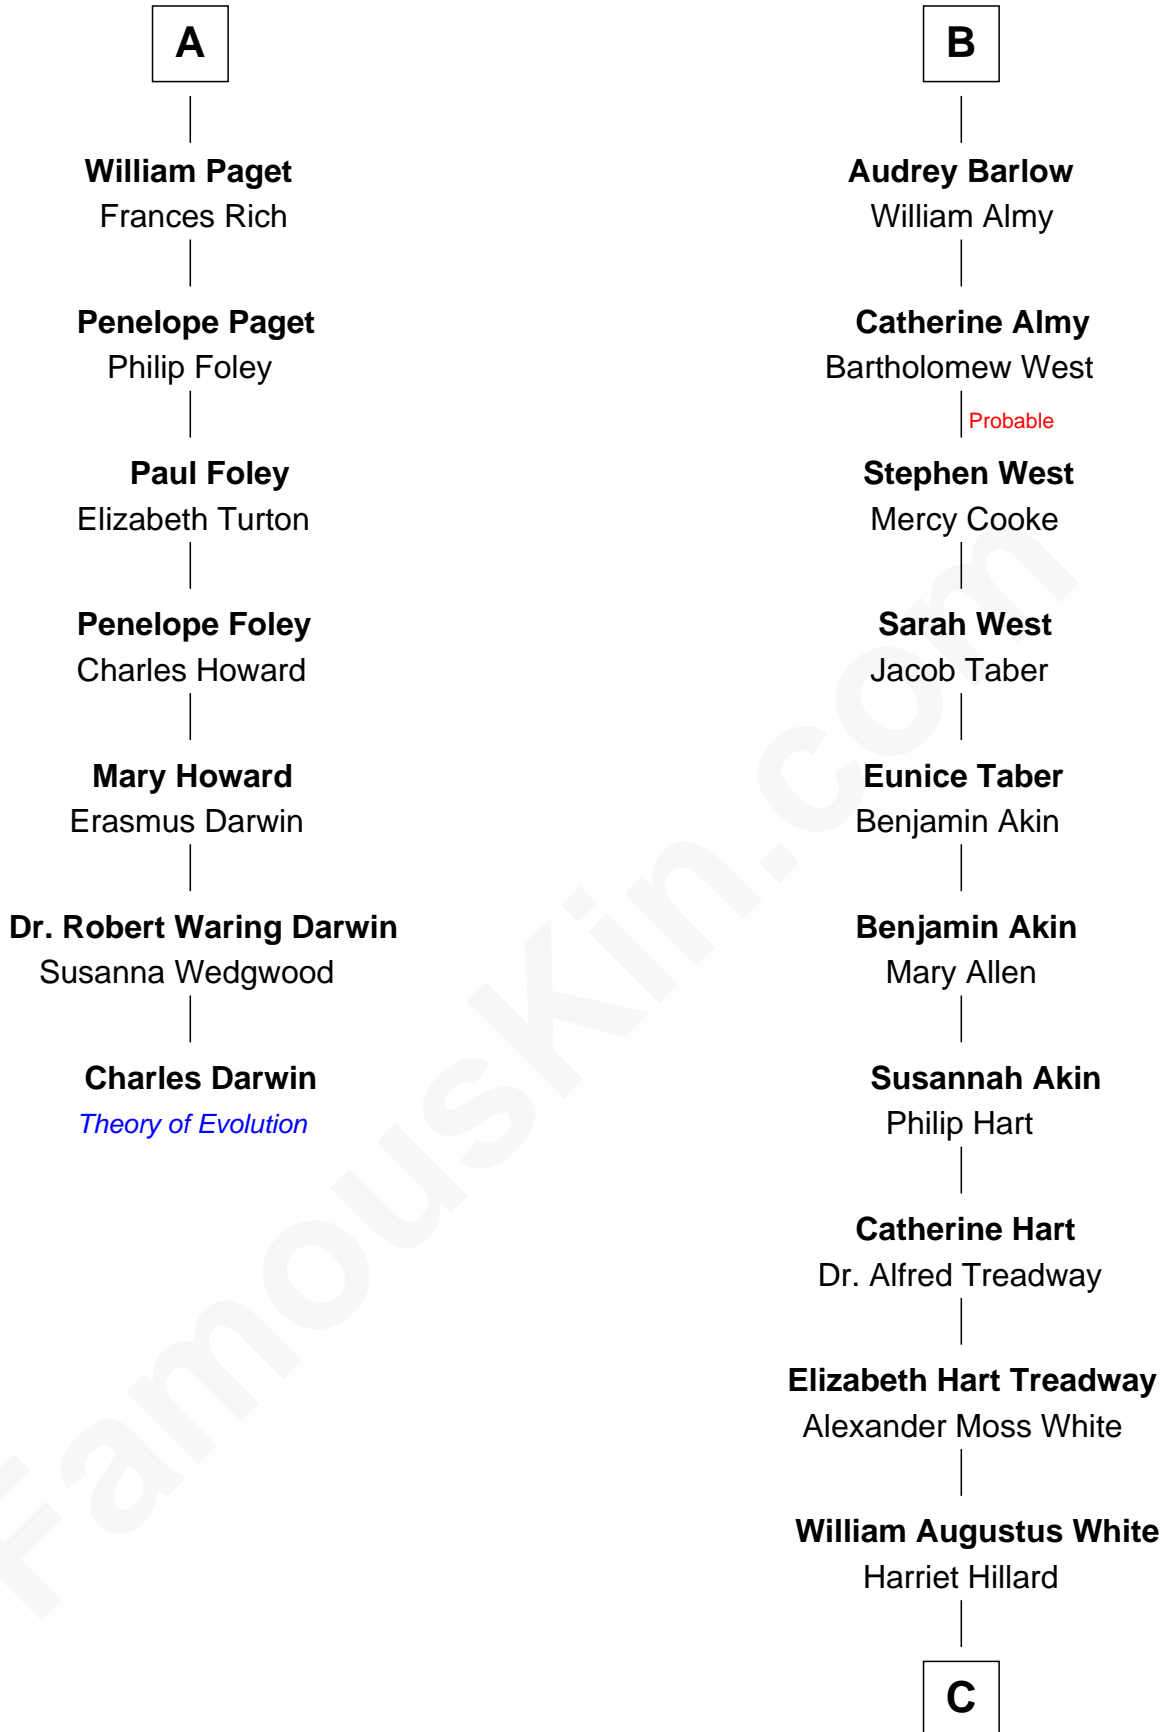 A
William Paget
Frances Rich
Penelope Paget
Philip Foley
Paul Foley
Elizabeth Turton
Penelope Foley
Charles Howard
Mary Howard
Erasmus Darwin
Dr. Robert Waring Darwin
Susanna Wedgwood
Charles Darwin
Theory of Evolution
B
Audrey Barlow
William Almy
Catherine Almy
Bartholomew West
Probable
Stephen West
Mercy Cooke
Sarah West
Jacob Taber
Eunice Taber
Benjamin Akin
Benjamin Akin
Mary Allen
Susannah Akin
Philip Hart
Catherine Hart
Dr. Alfred Treadway
Elizabeth Hart Treadway
Alexander Moss White
William Augustus White
Harriet Hillard
C
FamousKin.com